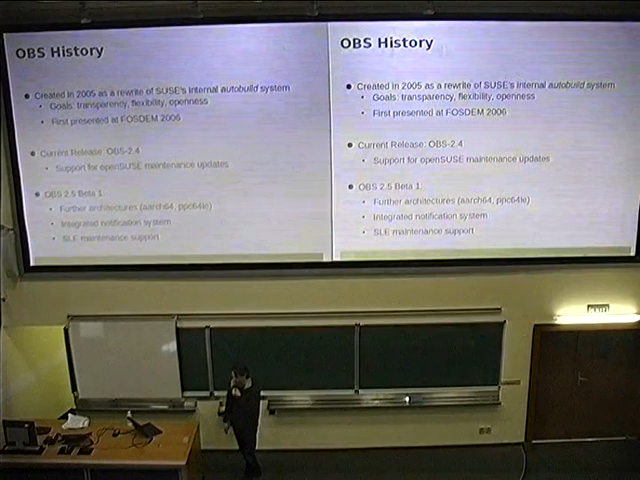 OBS History
Created in 2005 as a rewrite of SUSE's internal autobuild system
Goals: transparency, flexibility, openness
First presented at FOSDEM 2006
Current Release: OBS-2.4
Support for openSUSE maintenance updates
OBS 2.5 Beta 1:
Further architectures (aarch64, ppc64le)
Integrated notification system
SLE maintenance support
OBS History
Created in 2005 as a rewrite of SUSE's internal autobuild system
Goals: transparency, flexibility, openness
First presented at FOSDEM 2006
Current Release: OBS-2.4
Support for openSUSE maintenance updates
OBS 2.5 Beta 1:
Further architectures (aarch64, ppc64le)
Integrated notification system
SLE maintenance support
EXIT